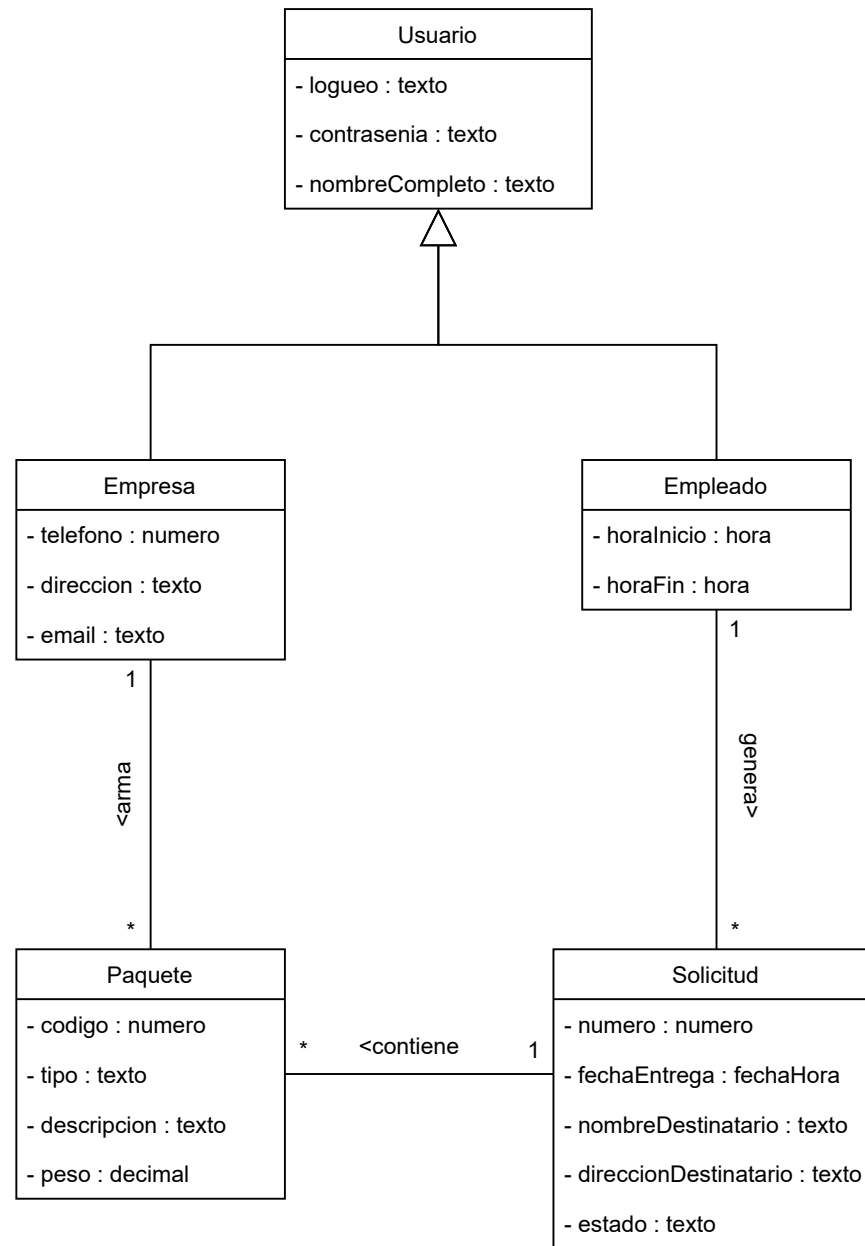 Usuario
- logueo : texto
- contrasenia : texto
- nombreCompleto : texto
Empresa
- telefono : numero
- direccion : texto
- email : texto
Empleado
- horaInicio : hora
- horaFin : hora
1
1
<arma
genera>
*
*
Paquete
- codigo : numero
- tipo : texto
- descripcion : texto
- peso : decimal
* <contiene 1
Solicitud
- numero : numero
- fechaEntrega : fechaHora
- nombreDestinatario : texto
- direccionDestinatario : texto
- estado : texto